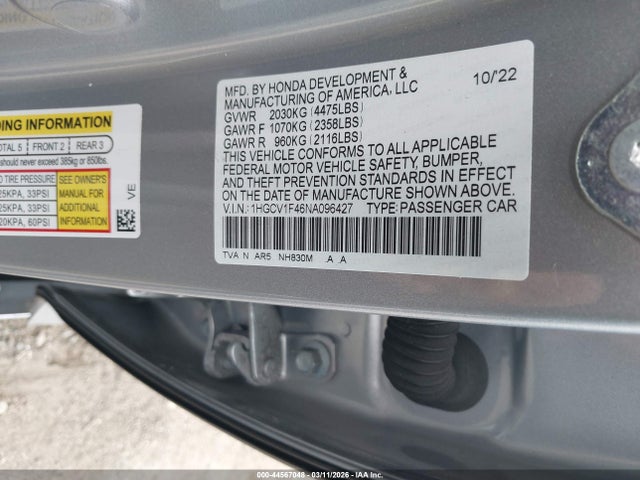 MFD. BY HONDA DEVELOPMENT & 10/'22
MANUFACTURING OF AMERICA, LLC
GVWR 2030KG (4475LBS)
GAWR F 1070KG (2358LBS)
GAWR R 960KG (2116LBS)
THIS VEHICLE CONFORMS TO ALL APPLICABLE
FEDERAL MOTOR VEHICLE SAFETY, BUMPER,
AND THEFT PREVENTION STANDARDS IN EFFECT
ON THE DATE OF MANUFACTURE SHOWN ABOVE.
V.I.N.: 1HGCV1F46NA096427 TYPE: PASSENGER CAR
TVA N AR5 NH830M .A .A
DING INFORMATION
OTAL 5 FRONT 2 REAR 3
should never exceed 385kg or 850lbs.
TIRE PRESSURE SEE OWNER'S
25KPA, 33PSI MANUAL FOR
25KPA, 33PSI ADDITIONAL
20KPA, 60PSI INFORMATION
VE
000-44567048 - 03/11/2026 - COPYRIGHT IAA, LLC